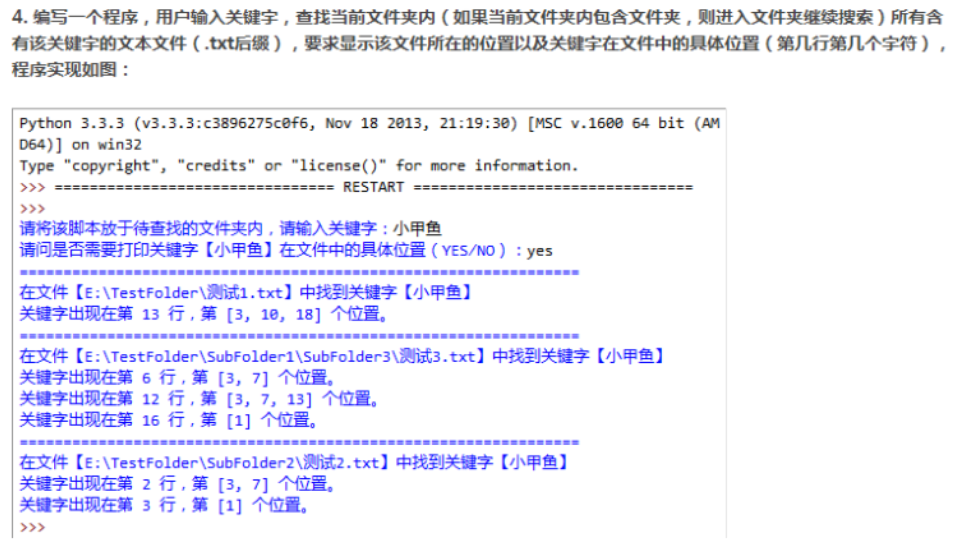 4. 编写一个程序，用户输入关键字，查找当前文件夹内（如果当前文件夹内包含文件夹，则进入文件夹继续搜索）所有含
有该关键字的文本文件（.txt后缀），要求显示该文件所在的位置以及关键字在文件中的具体位置（第几行第几个字符），
程序实现如图：
Python 3.3.3 (v3.3.3:c3896275c0f6, Nov 18 2013, 21:19:30) [MSC v.1600 64 bit (AM
D64)] on win32
Type "copyright", "credits" or "license()" for more information.
>>> ================================ RESTART ================================
>>>
请将该脚本放于待查找的文件夹内，请输入关键字：小甲鱼
请问是否需要打印关键字【小甲鱼】在文件中的具体位置（YES/NO）：yes
================================================================
在文件【E:\TestFolder\测试1.txt】中找到关键字【小甲鱼】
关键字出现在第 13 行，第 [3, 10, 18] 个位置。
================================================================
在文件【E:\TestFolder\SubFolder1\SubFolder3\测试3.txt】中找到关键字【小甲鱼】
关键字出现在第 6 行，第 [3, 7] 个位置。
关键字出现在第 12 行，第 [3, 7, 13] 个位置。
关键字出现在第 16 行，第 [1] 个位置。
================================================================
在文件【E:\TestFolder\SubFolder2\测试2.txt】中找到关键字【小甲鱼】
关键字出现在第 2 行，第 [3, 7] 个位置。
关键字出现在第 3 行，第 [1] 个位置。
>>>